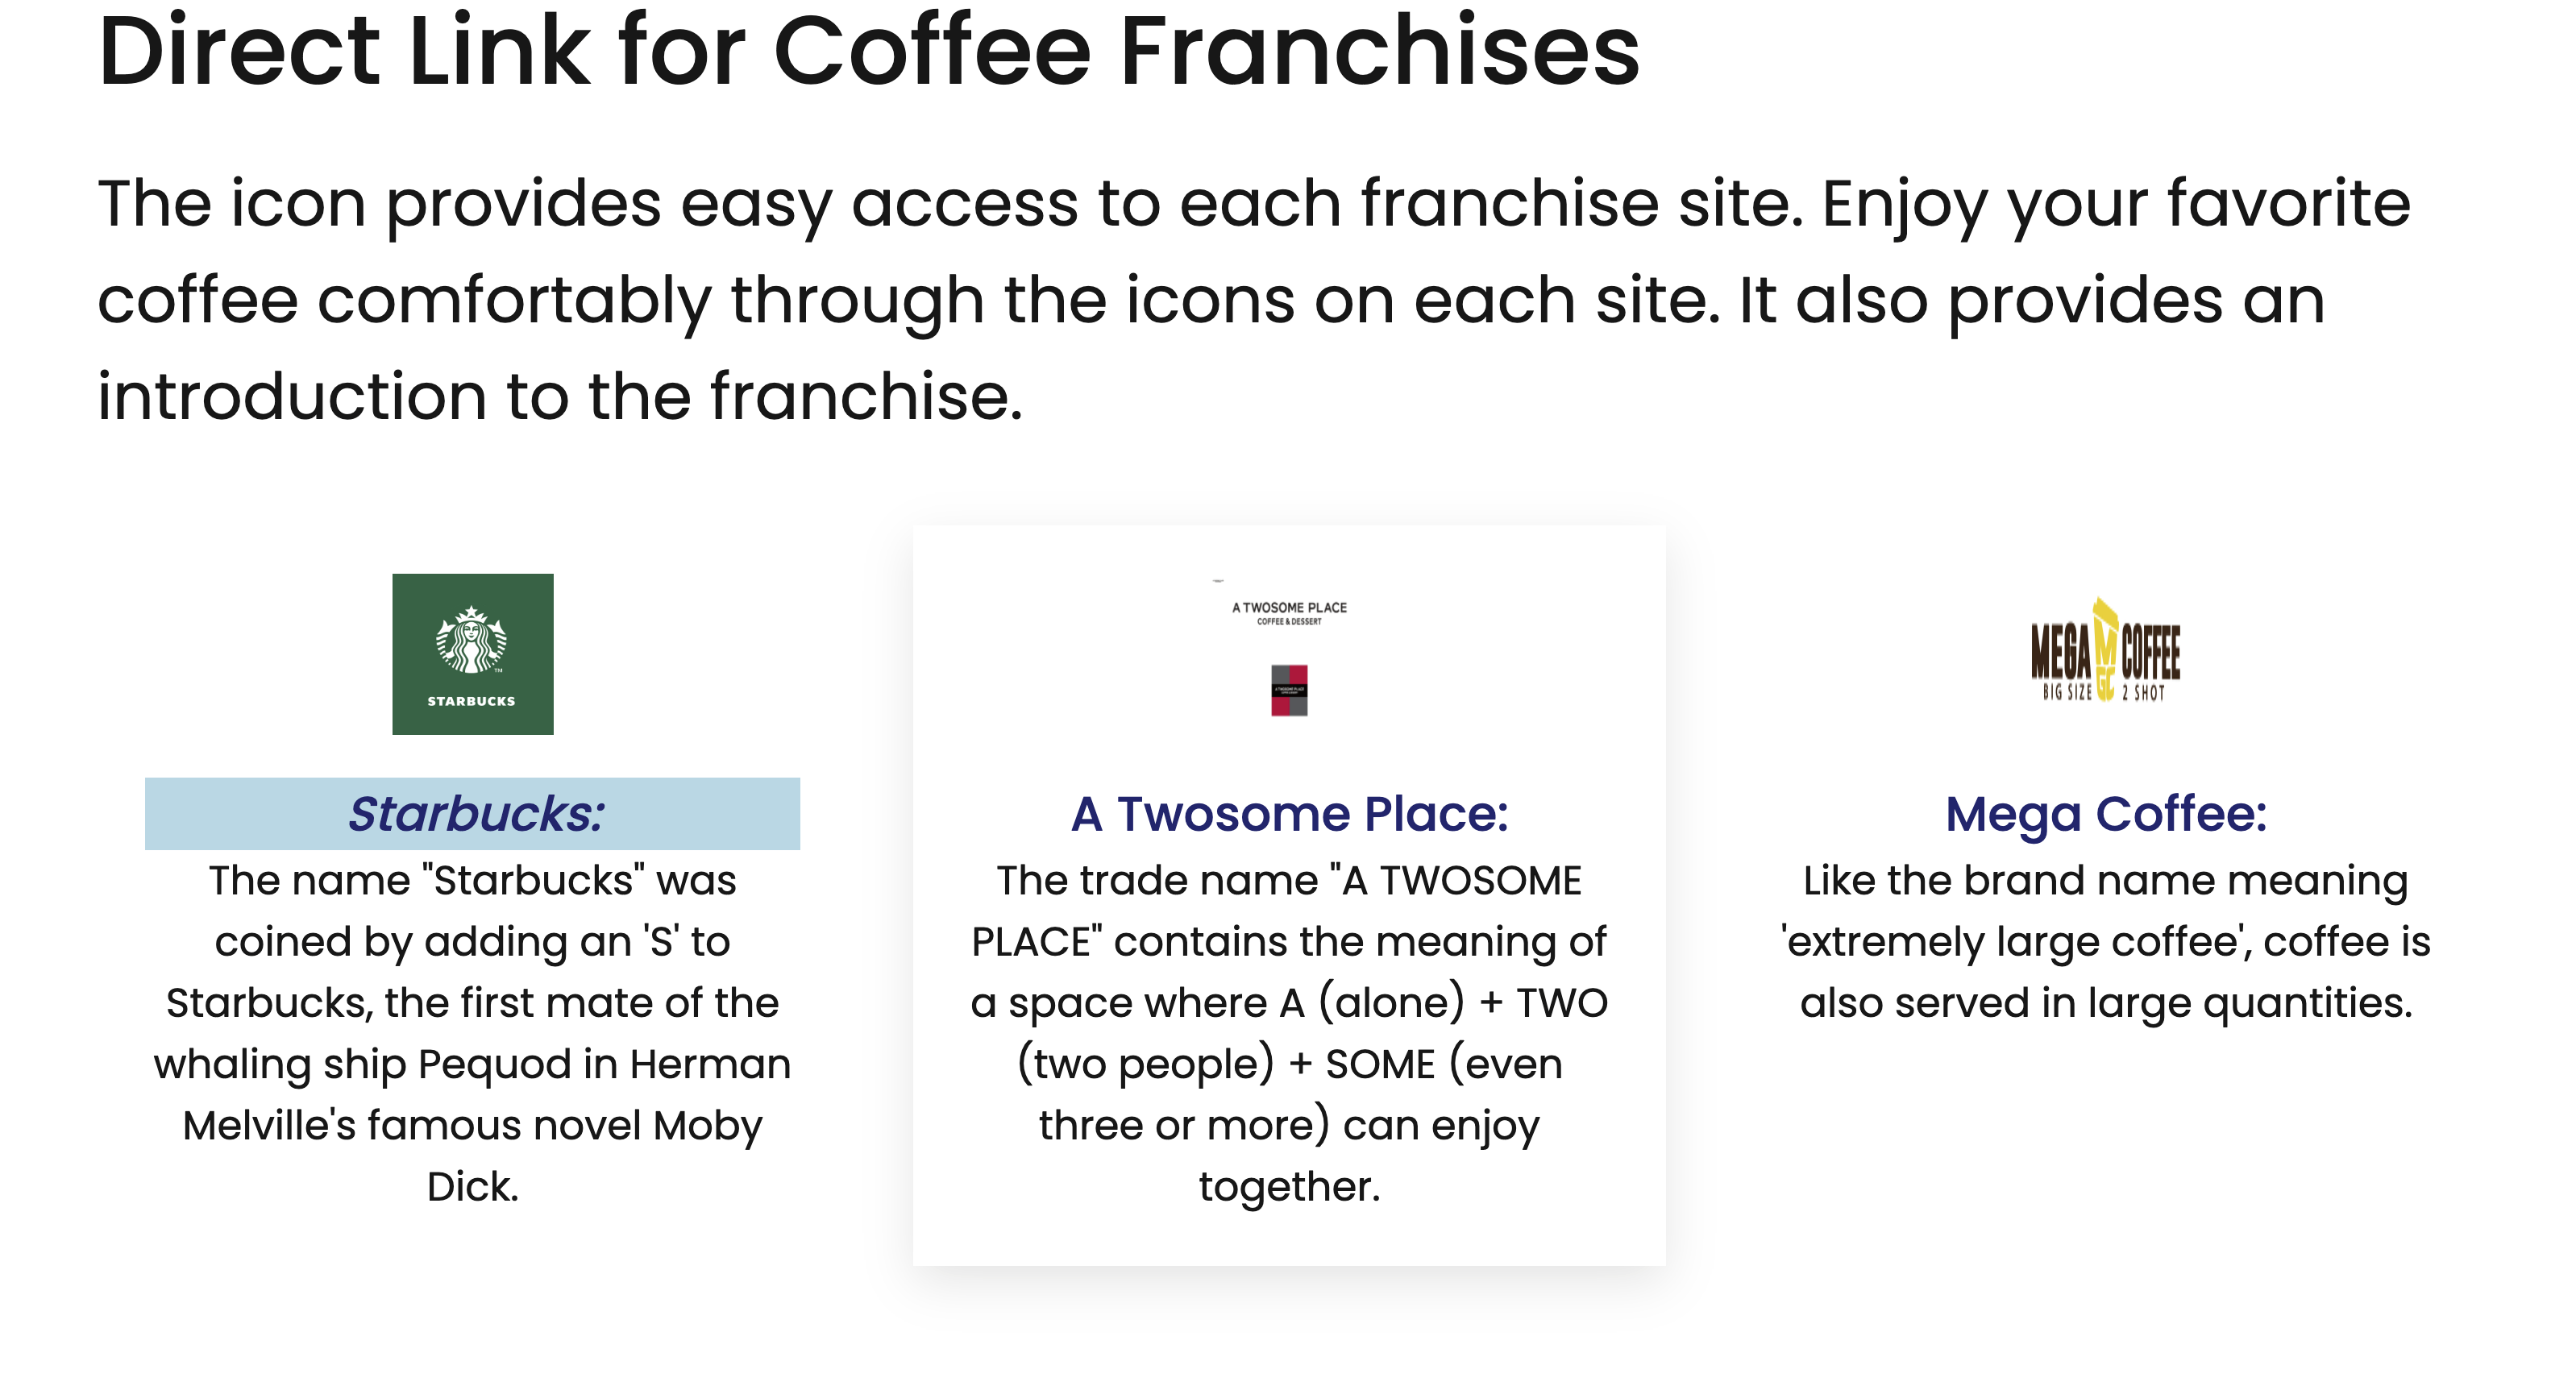 Direct Link for Coffee Franchises
The icon provides easy access to each franchise site. Enjoy your favorite
coffee comfortably through the icons on each site. It also provides an
introduction to the franchise.
STARBUCKS
TM
Starbucks:
The name "Starbucks" was
coined by adding an 'S' to
Starbucks, the first mate of the
whaling ship Pequod in Herman
Melville's famous novel Moby
Dick.
A TWOSOME PLACE
COFFEE & DESSERT
A TWOSOME PLACE
A Twosome Place:
The trade name "A TWOSOME
PLACE" contains the meaning of
a space where A (alone) + TWO
(two people) + SOME (even
three or more) can enjoy
together.
MEGA MGC COFFEE
BIG SIZE 2 SHOT
Mega Coffee:
Like the brand name meaning
'extremely large coffee', coffee is
also served in large quantities.